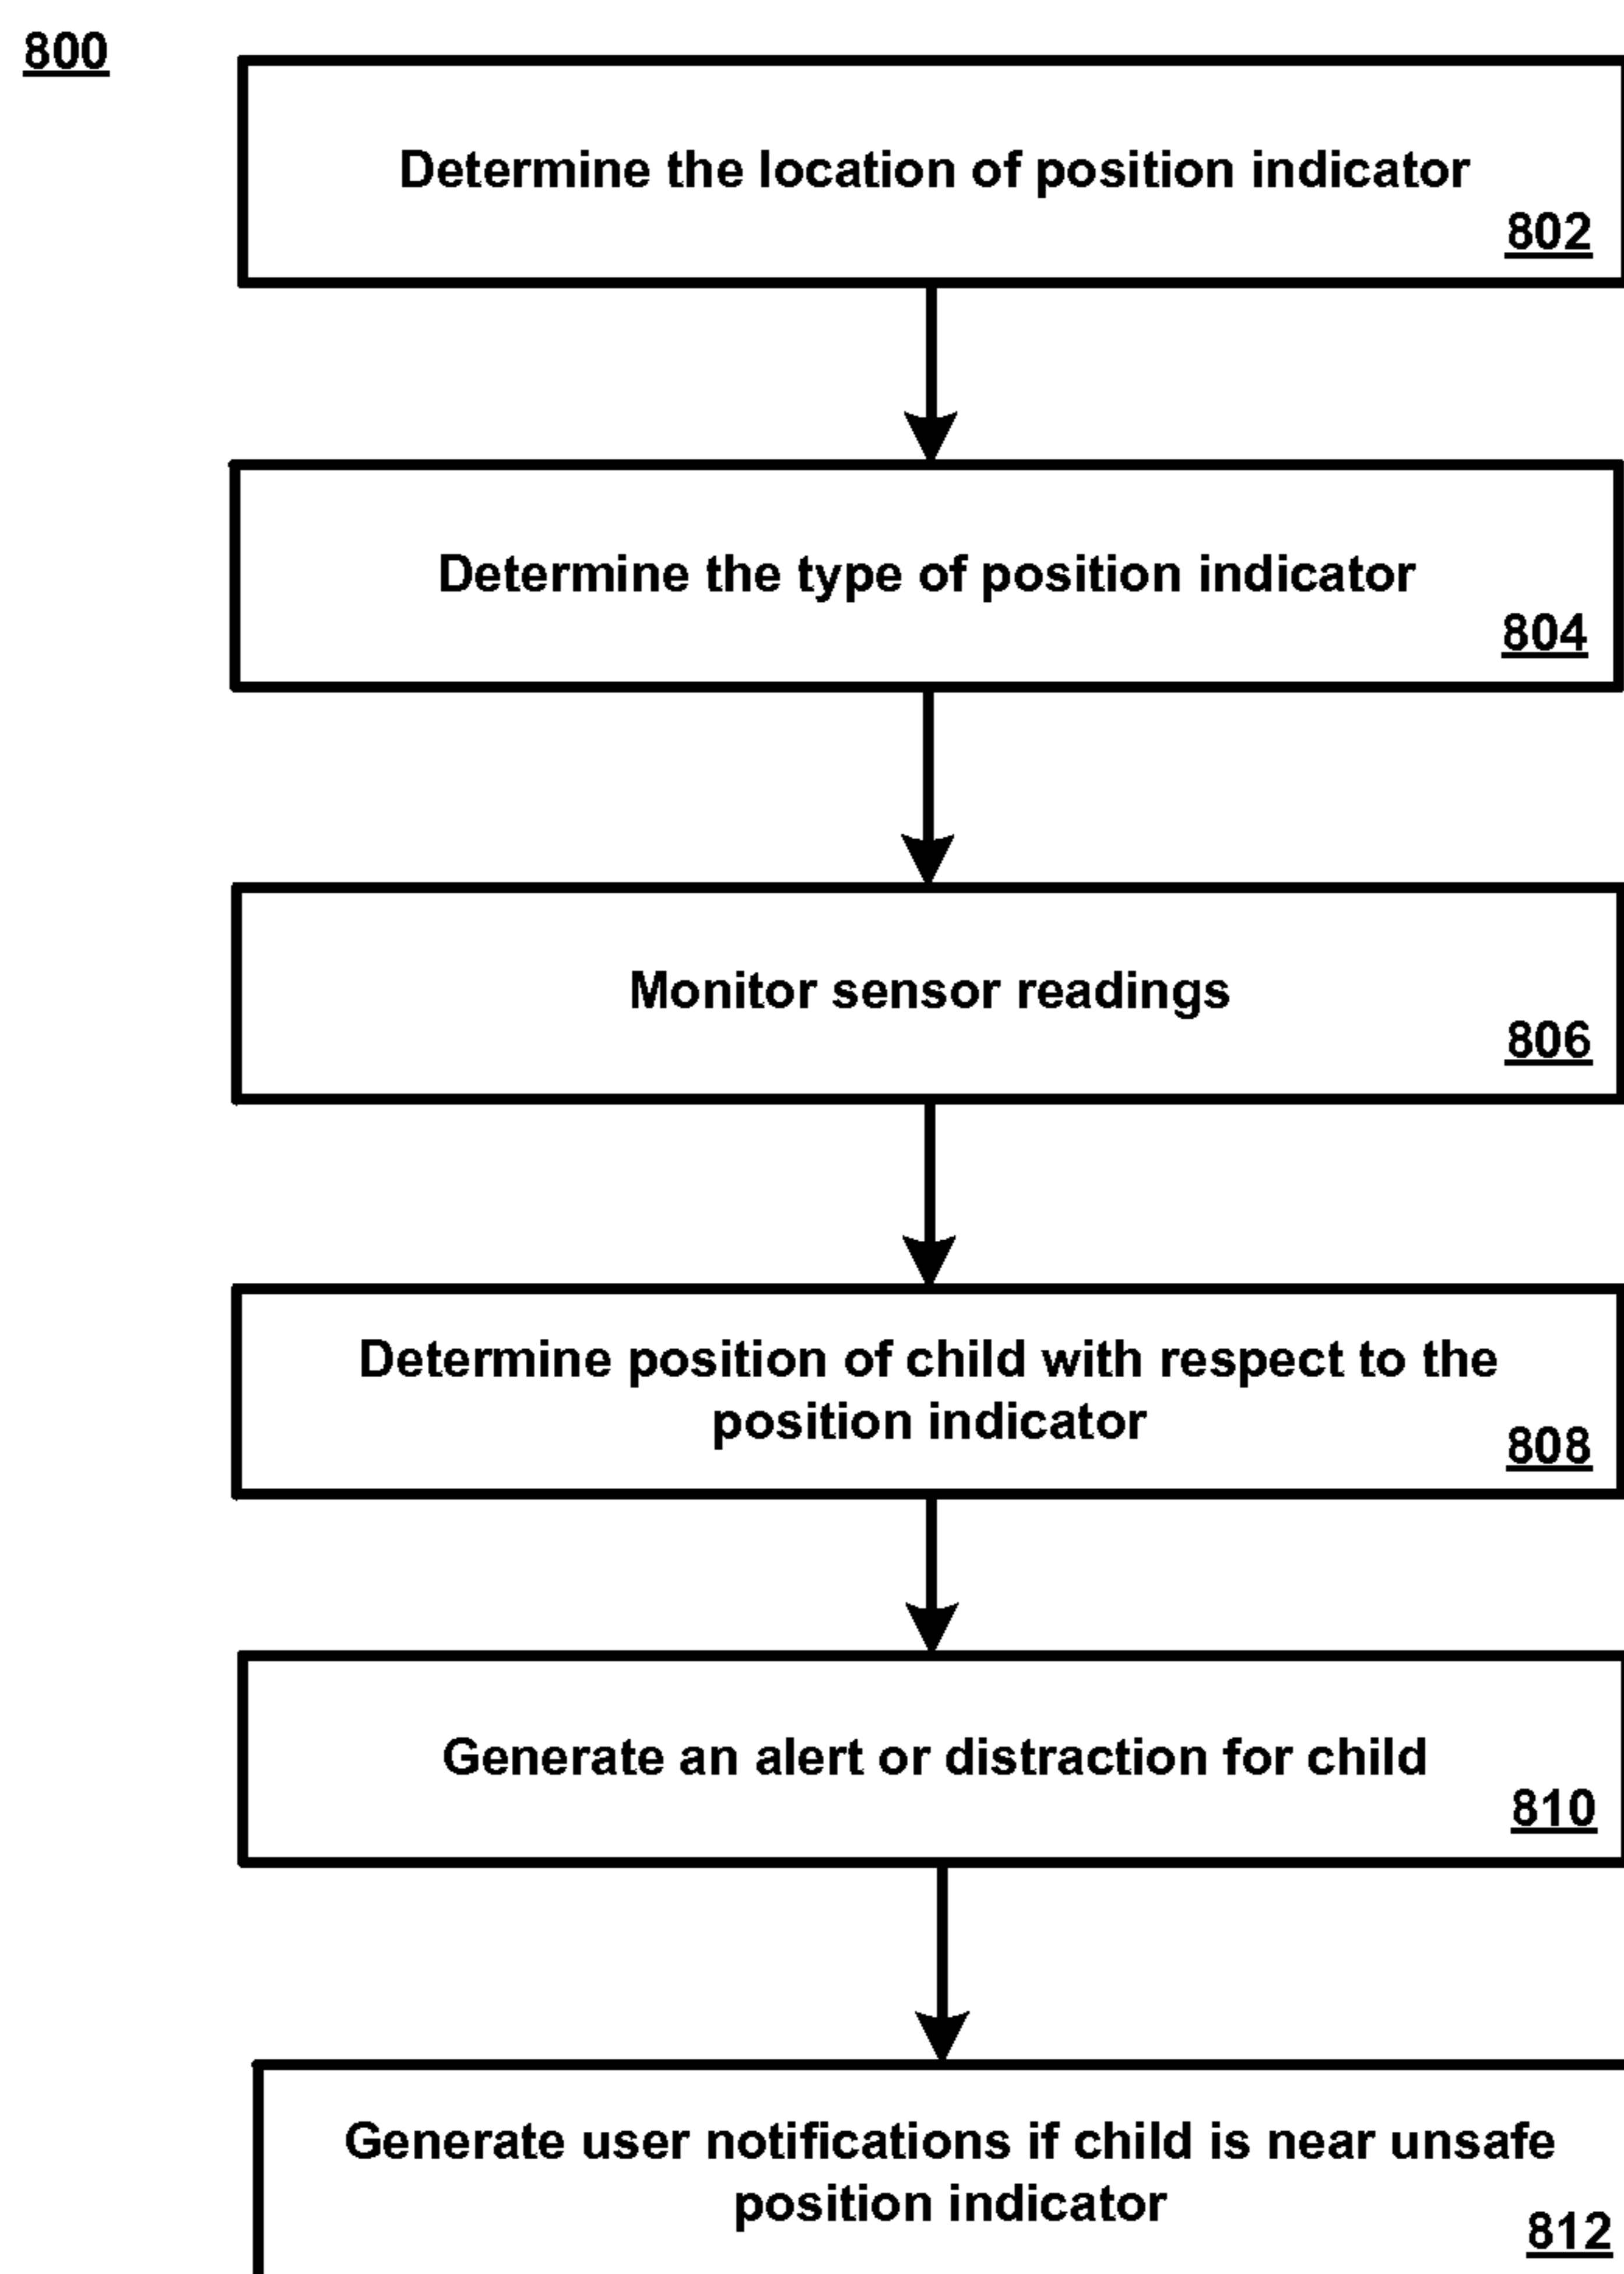 800
Determine the location of position indicator
802
Determine the type of position indicator
804
Monitor sensor readings
806
Determine position of child with respect to the
position indicator
808
Generate an alert or distraction for child
810
Generate user notifications if child is near unsafe
position indicator
812